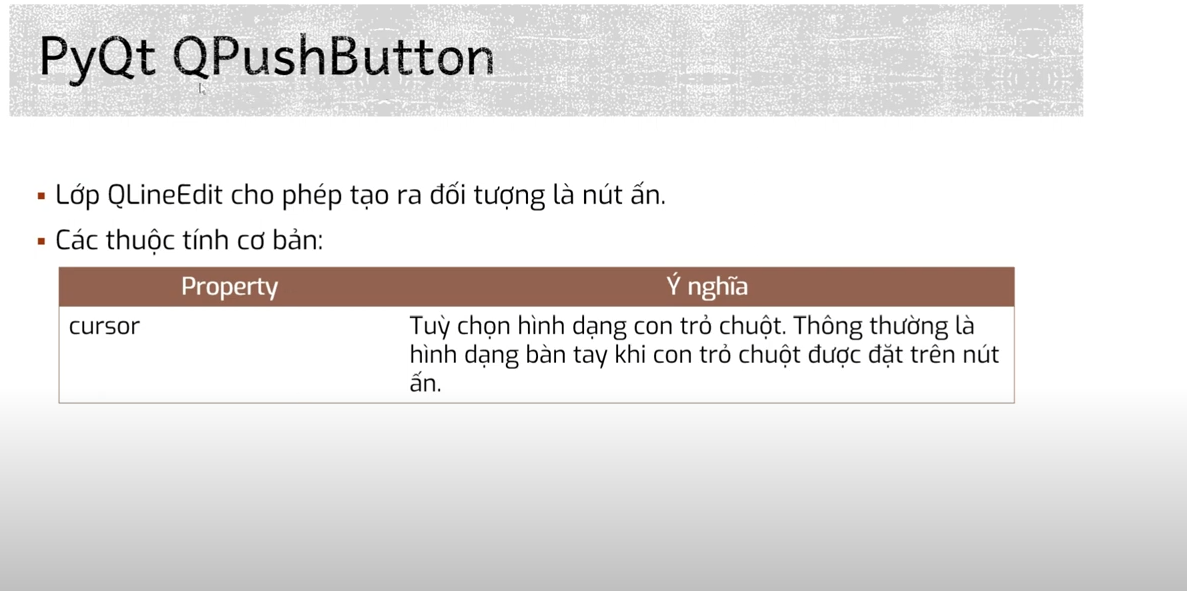 PyQt QPushButton
Lớp QLineEdit cho phép tạo ra đối tượng là nút ấn.
Các thuộc tính cơ bản:
Property Ý nghĩa
cursor Tuỳ chọn hình dạng con trỏ chuột. Thông thường là
hình dạng bàn tay khi con trỏ chuột được đặt trên nút
ấn.